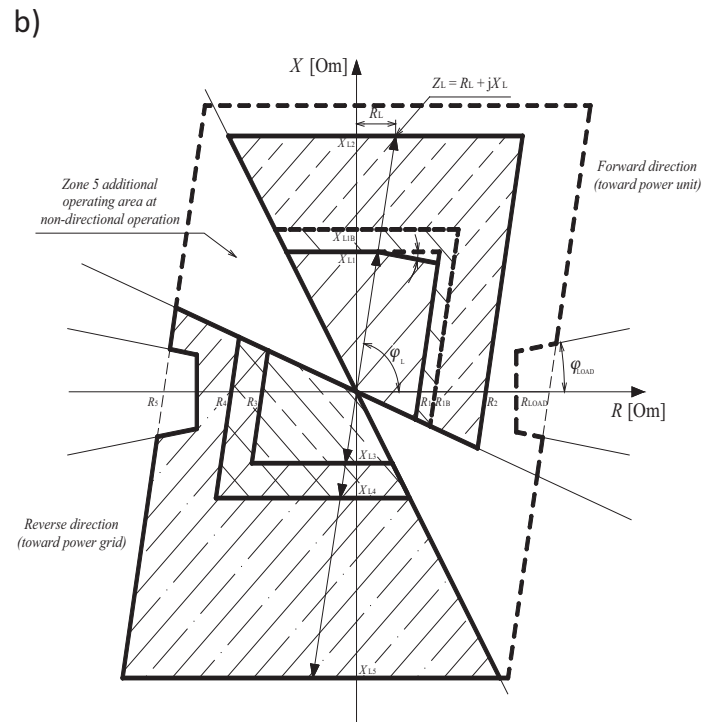 b)
X [Om]
ZL = RL + jXL
RL
XL2
Forward direction
(toward power unit)
Zone 5 additional
operating area at
non-directional operation
XL1B
XL1
φL
φLOAD
R5
R4
R3
R1
R1B
R2
RLOAD
R [Om]
XL3
XL4
Reverse direction
(toward power grid)
XL5